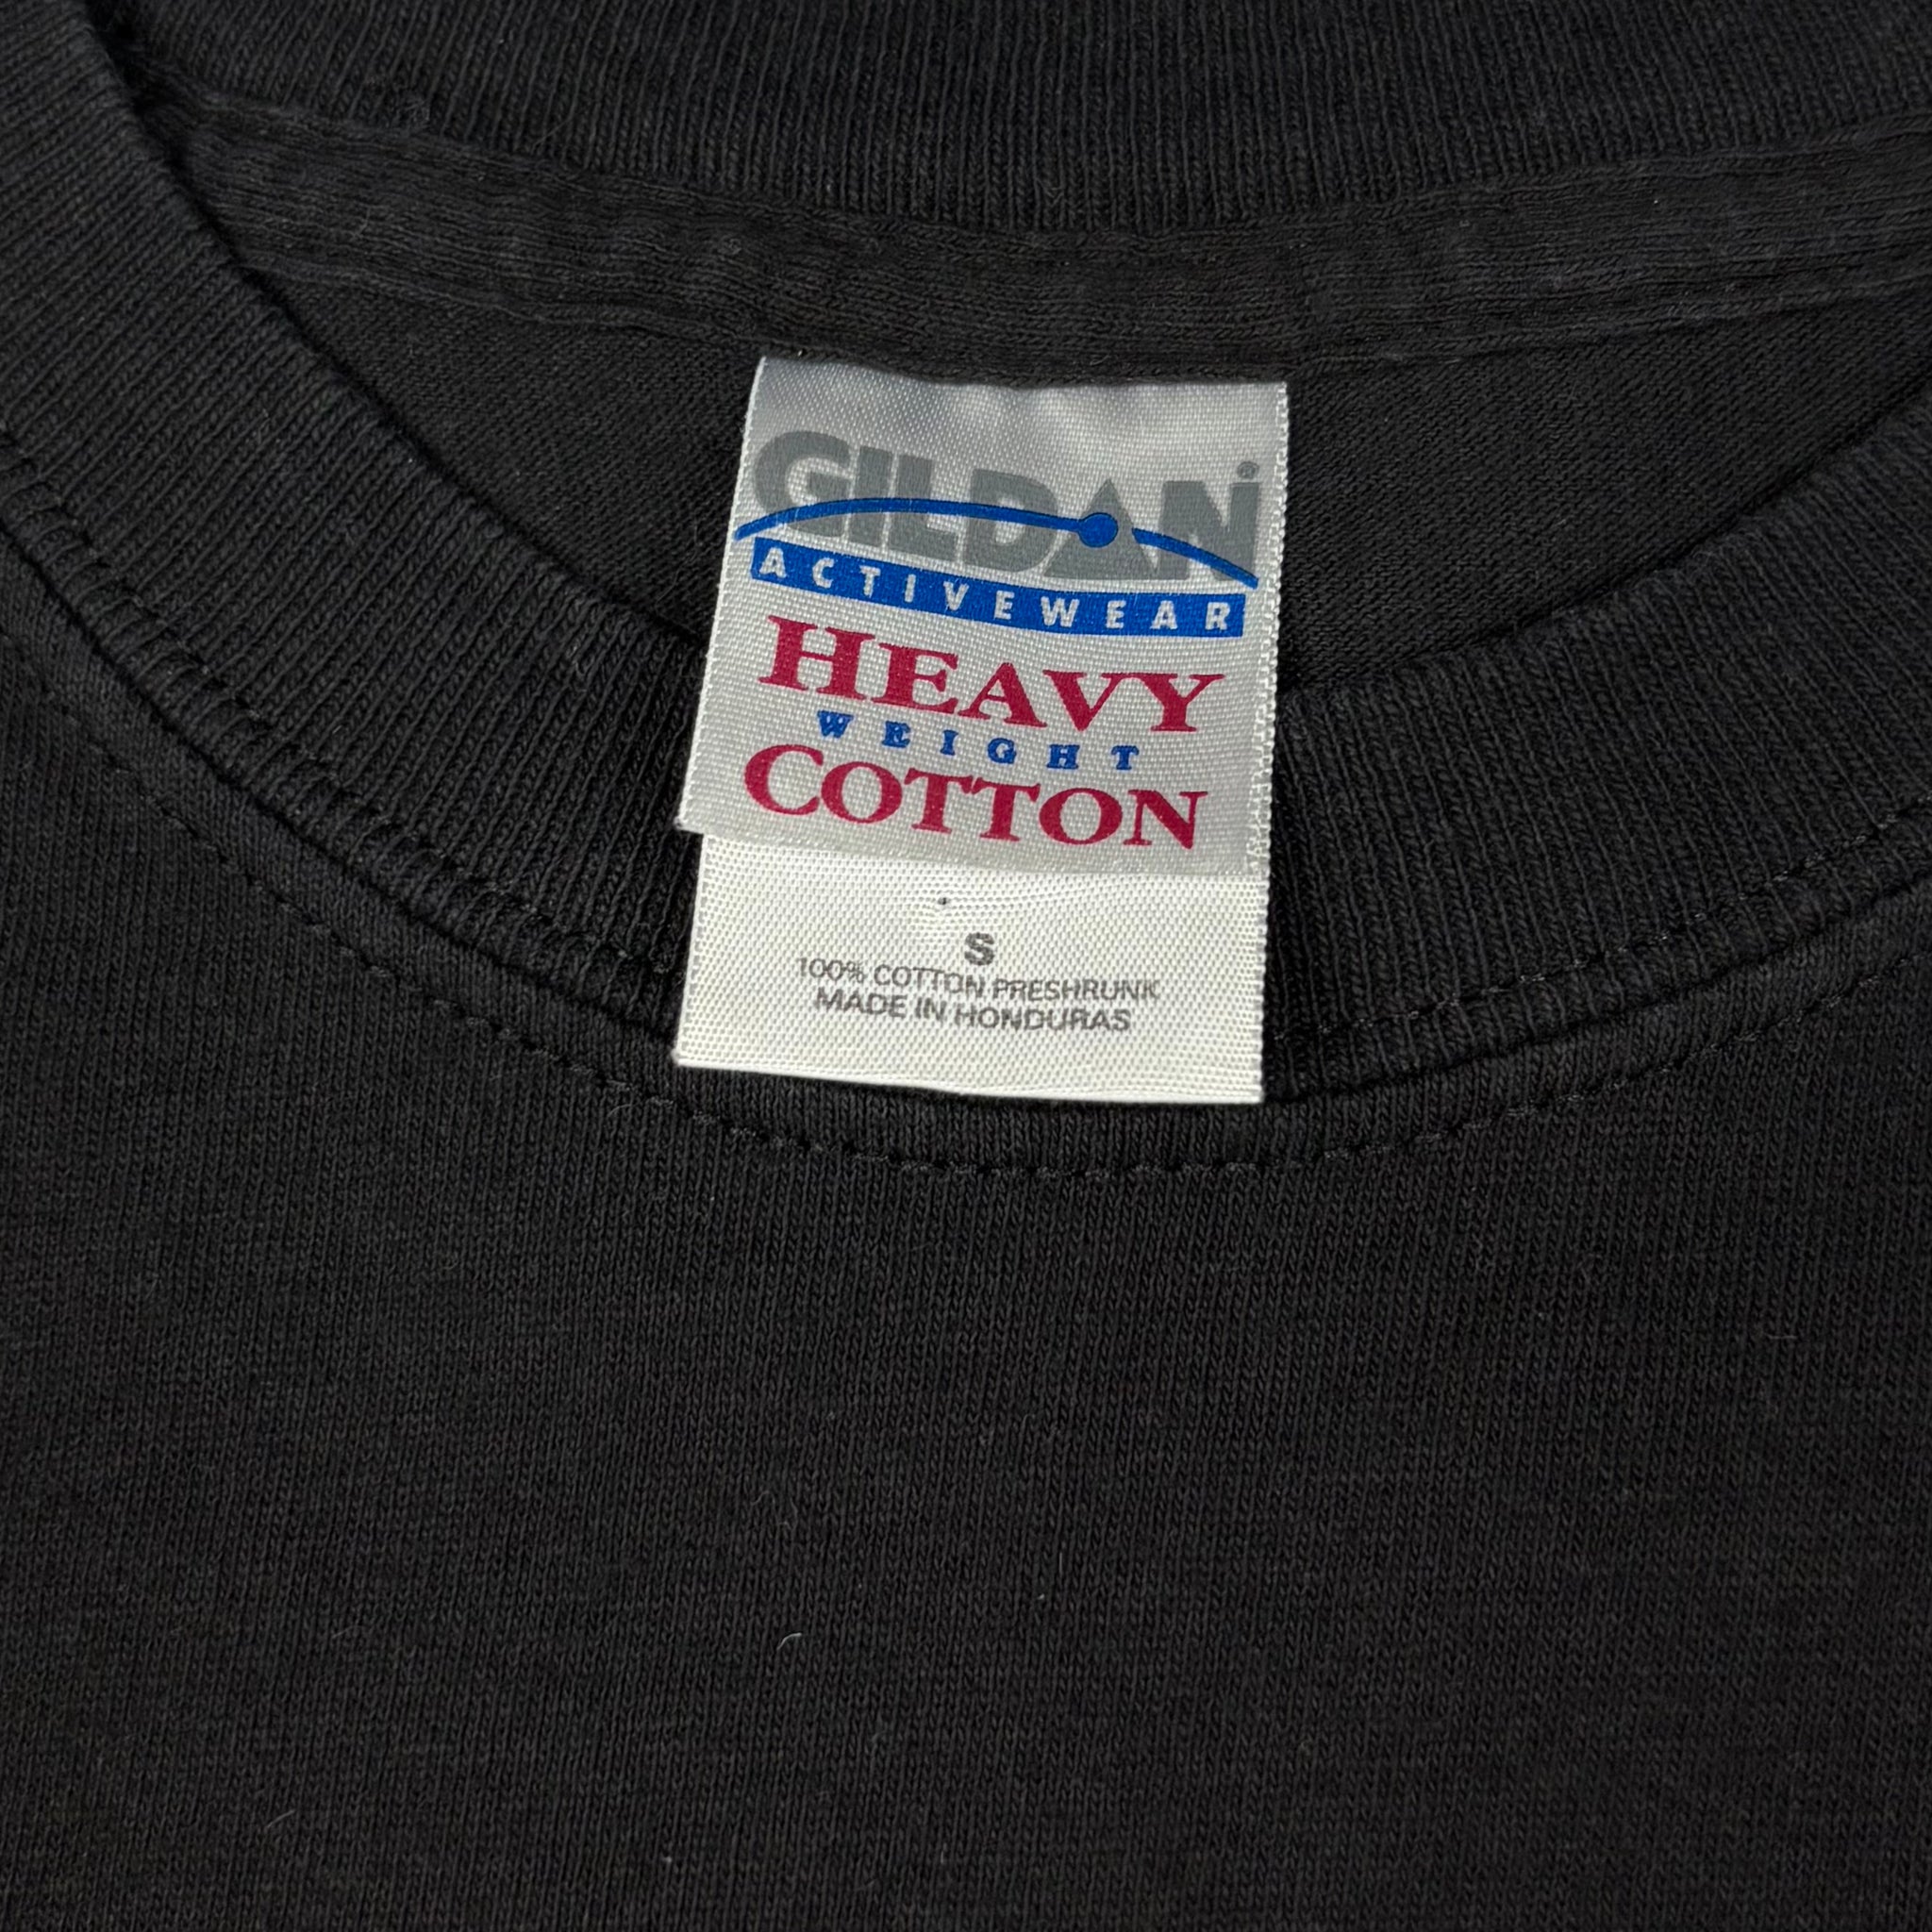 GILDAN
ACTIVEWEAR
HEAVY
WEIGHT
COTTON
S
100% COTTON PRESHRUNK
MADE IN HONDURAS